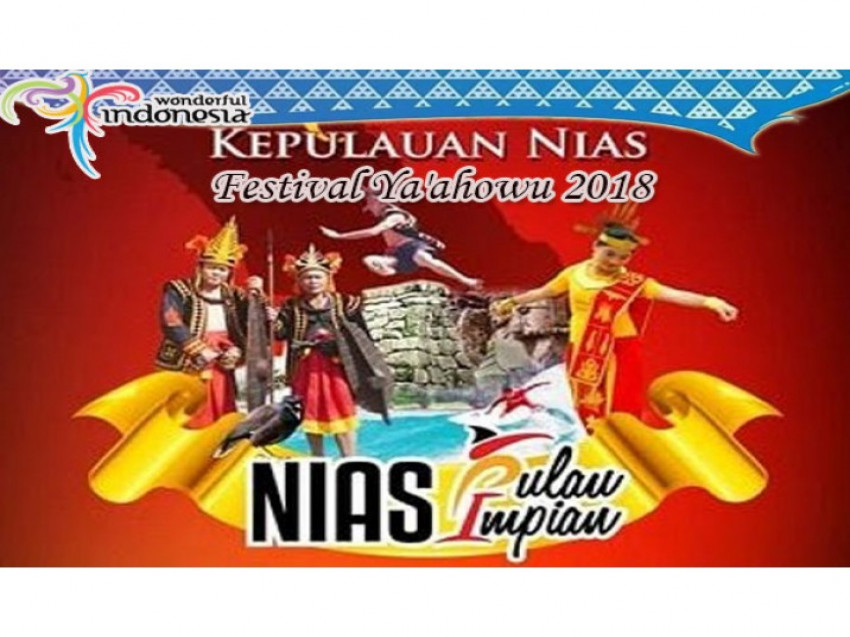 wonderful
indonesia
KEPULAUAN NIAS
Festival Ya'ahowu 2018
NIAS Pulau
Impian